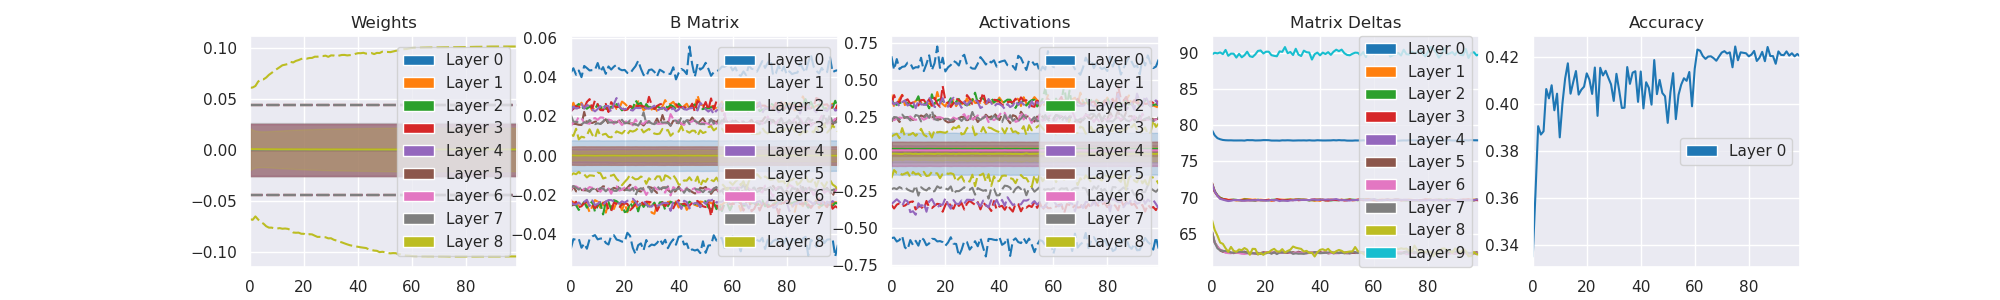 Weights
0.10
0.05
0.00
−0.05
−0.10
0
20
40
60
80
Layer 0
Layer 1
Layer 2
Layer 3
Layer 4
Layer 5
Layer 6
Layer 7
Layer 8
B Matrix
0.06
0.04
0.02
0.00
−0.02
−0.04
0
20
40
60
80
Layer 0
Layer 1
Layer 2
Layer 3
Layer 4
Layer 5
Layer 6
Layer 7
Layer 8
Activations
0.75
0.50
0.25
0.00
−0.25
−0.50
−0.75
0
20
40
60
80
Layer 0
Layer 1
Layer 2
Layer 3
Layer 4
Layer 5
Layer 6
Layer 7
Layer 8
Matrix Deltas
90
85
80
75
70
65
0
20
40
60
80
Layer 0
Layer 1
Layer 2
Layer 3
Layer 4
Layer 5
Layer 6
Layer 7
Layer 8
Layer 9
Accuracy
0.42
0.40
0.38
0.36
0.34
0
20
40
60
80
Layer 0